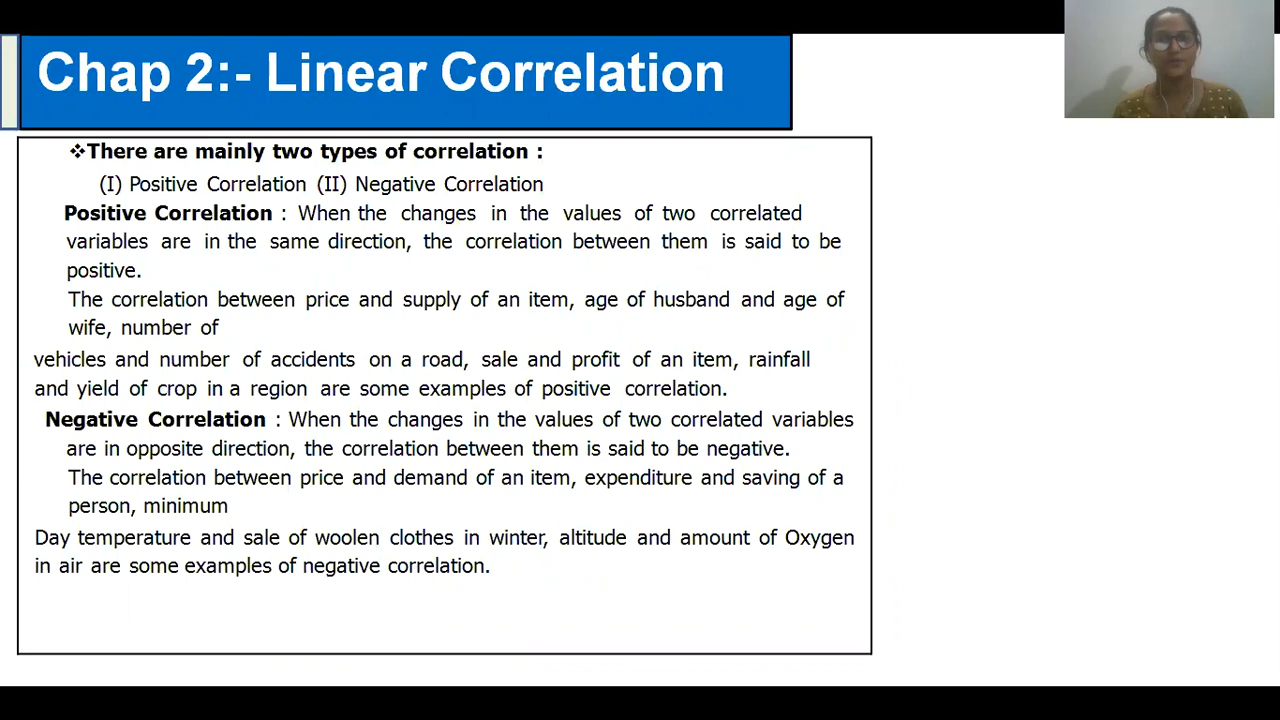 Chap 2:- Linear Correlation
❖There are mainly two types of correlation :
(I) Positive Correlation (II) Negative Correlation
Positive Correlation : When the changes in the values of two correlated
variables are in the same direction, the correlation between them is said to be
positive.
The correlation between price and supply of an item, age of husband and age of
wife, number of
vehicles and number of accidents on a road, sale and profit of an item, rainfall
and yield of crop in a region are some examples of positive correlation.
Negative Correlation : When the changes in the values of two correlated variables
are in opposite direction, the correlation between them is said to be negative.
The correlation between price and demand of an item, expenditure and saving of a
person, minimum
Day temperature and sale of woolen clothes in winter, altitude and amount of Oxygen
in air are some examples of negative correlation.